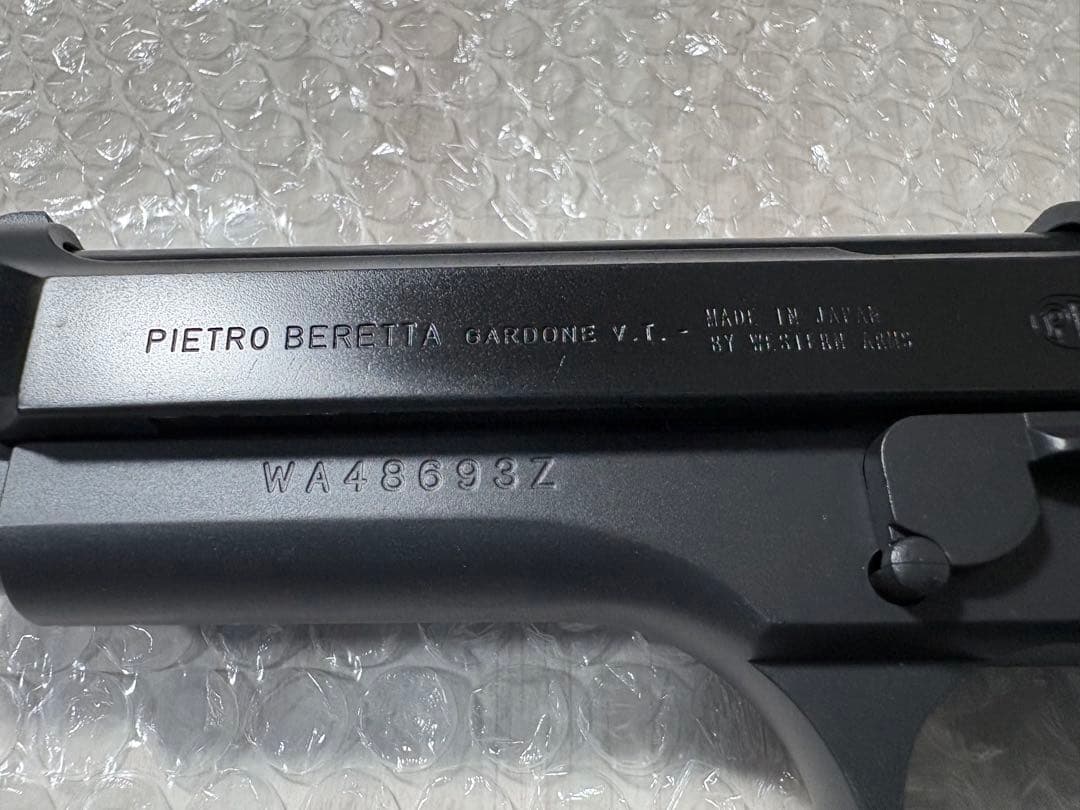 PIETRO BERETTA GARDONE V.T. - MADE IN JAPAN
BY WESTERN ARMS
WA48693Z